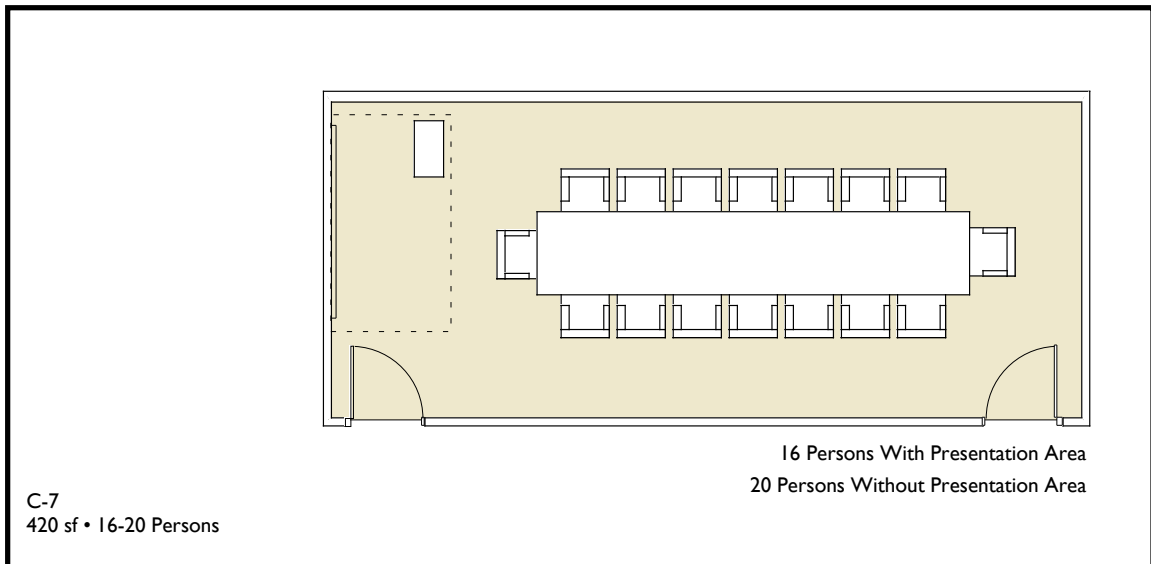 16 Persons With Presentation Area
20 Persons Without Presentation Area
C-7
420 sf • 16-20 Persons